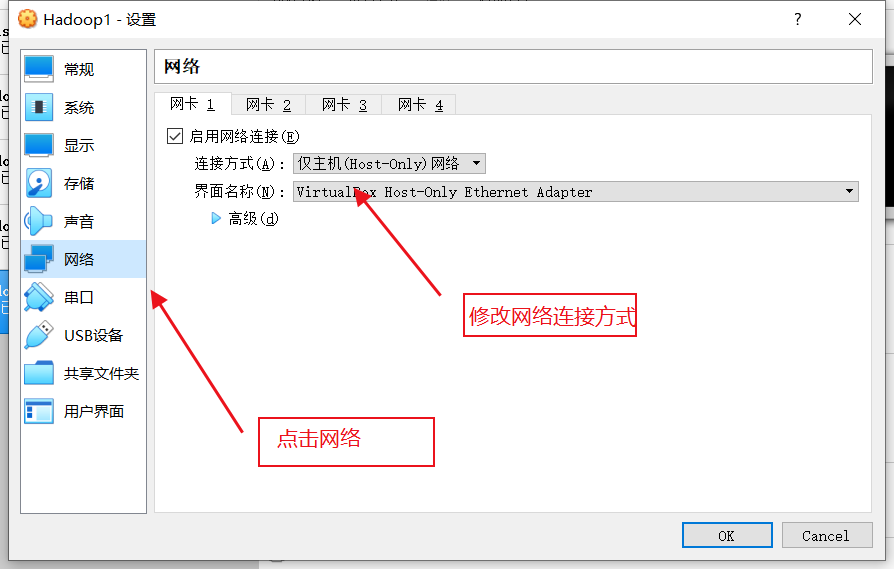 Hadoop1 - 设置
常规
系统
显示
存储
声音
网络
串口
USB设备
共享文件夹
用户界面
网络
网卡 1 网卡 2 网卡 3 网卡 4
启用网络连接(E)
连接方式(A): 仅主机(Host-Only)网络
界面名称(N): VirtualBox Host-Only Ethernet Adapter
高级(d)
修改网络连接方式
点击网络
OK Cancel